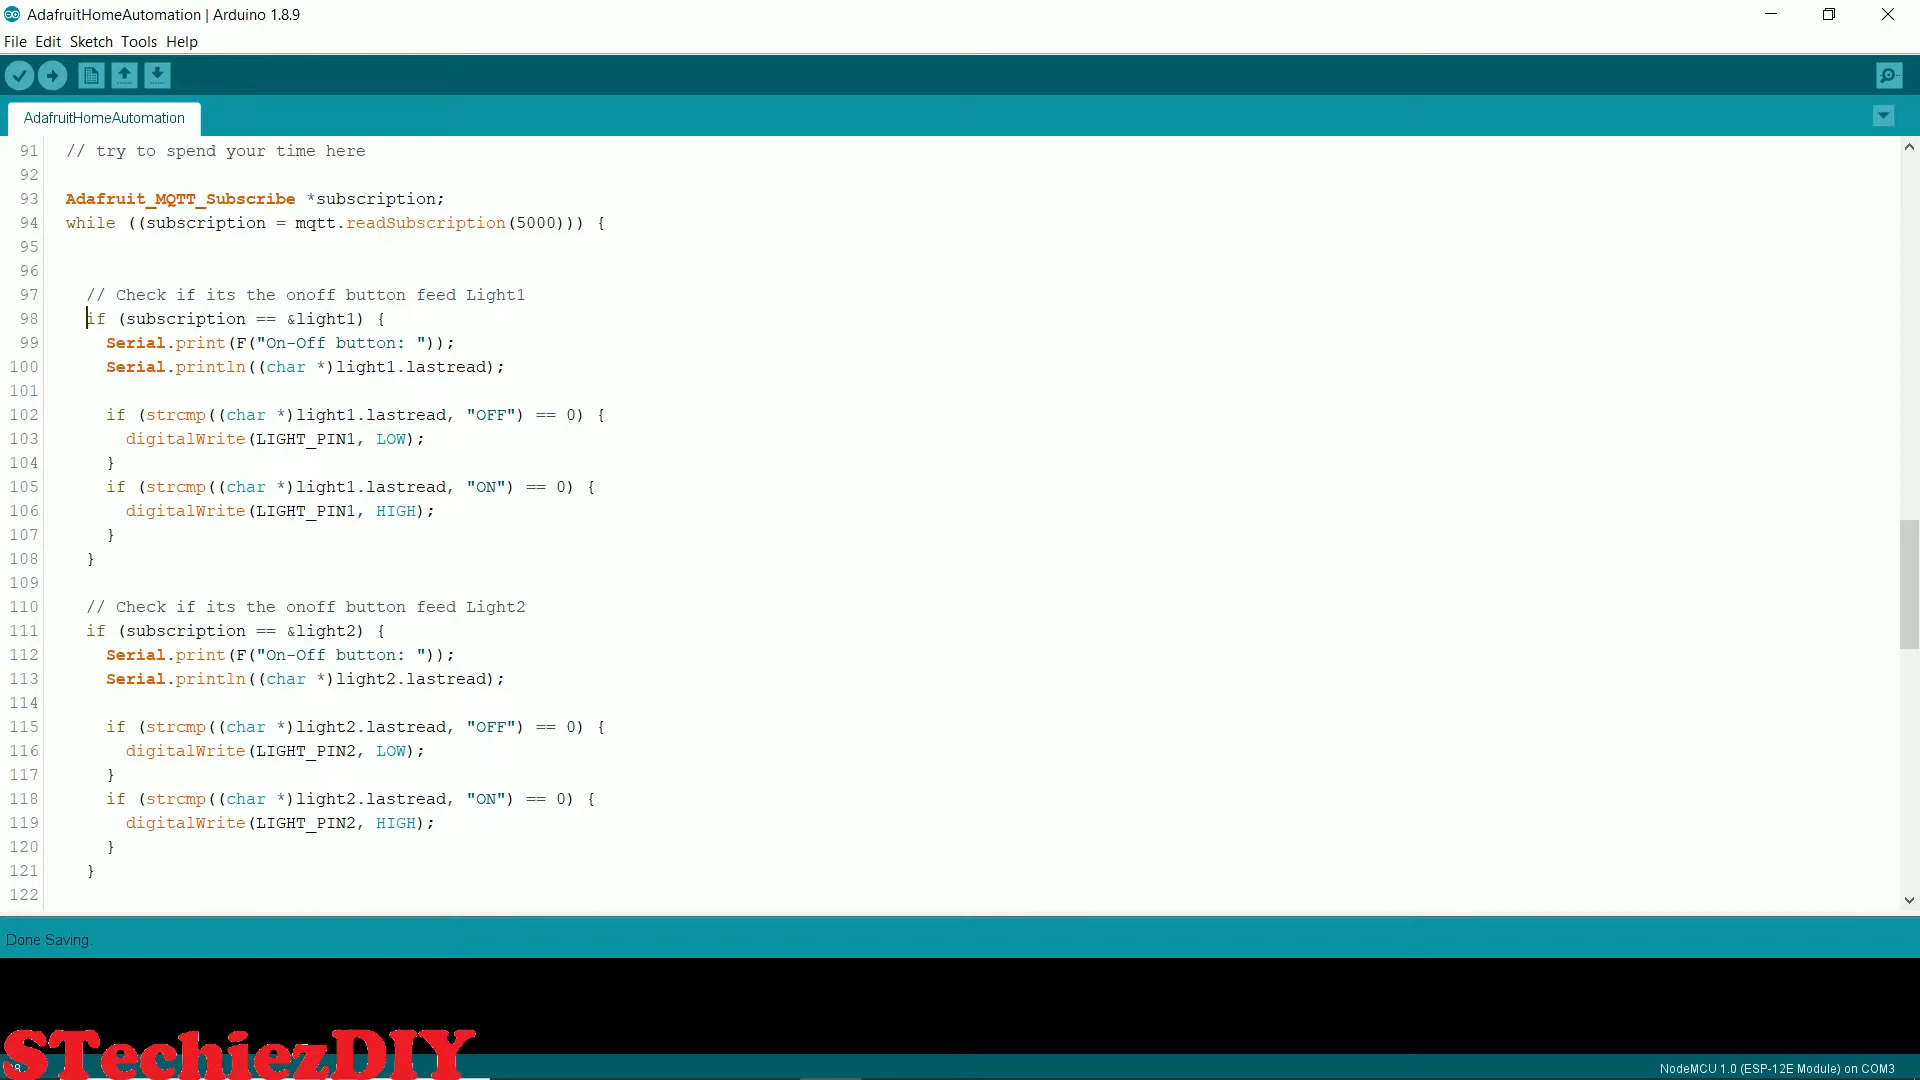 AdafruitHomeAutomation | Arduino 1.8.9
File Edit Sketch Tools Help
AdafruitHomeAutomation
91 // try to spend your time here
92
93 Adafruit_MQTT_Subscribe *subscription;
94 while ((subscription = mqtt.readSubscription(5000))) {
95
96
97 // Check if its the onoff button feed Light1
98 if (subscription == &light1) {
99 Serial.print(F("On-Off button: "));
100 Serial.println((char *)light1.lastread);
101
102 if (strcmp((char *)light1.lastread, "OFF") == 0) {
103 digitalWrite(LIGHT_PIN1, LOW);
104 }
105 if (strcmp((char *)light1.lastread, "ON") == 0) {
106 digitalWrite(LIGHT_PIN1, HIGH);
107 }
108 }
109
110 // Check if its the onoff button feed Light2
111 if (subscription == &light2) {
112 Serial.print(F("On-Off button: "));
113 Serial.println((char *)light2.lastread);
114
115 if (strcmp((char *)light2.lastread, "OFF") == 0) {
116 digitalWrite(LIGHT_PIN2, LOW);
117 }
118 if (strcmp((char *)light2.lastread, "ON") == 0) {
119 digitalWrite(LIGHT_PIN2, HIGH);
120 }
121 }
122
Done Saving.
STechiezDIY
NodeMCU 1.0 (ESP-12E Module) on COM3